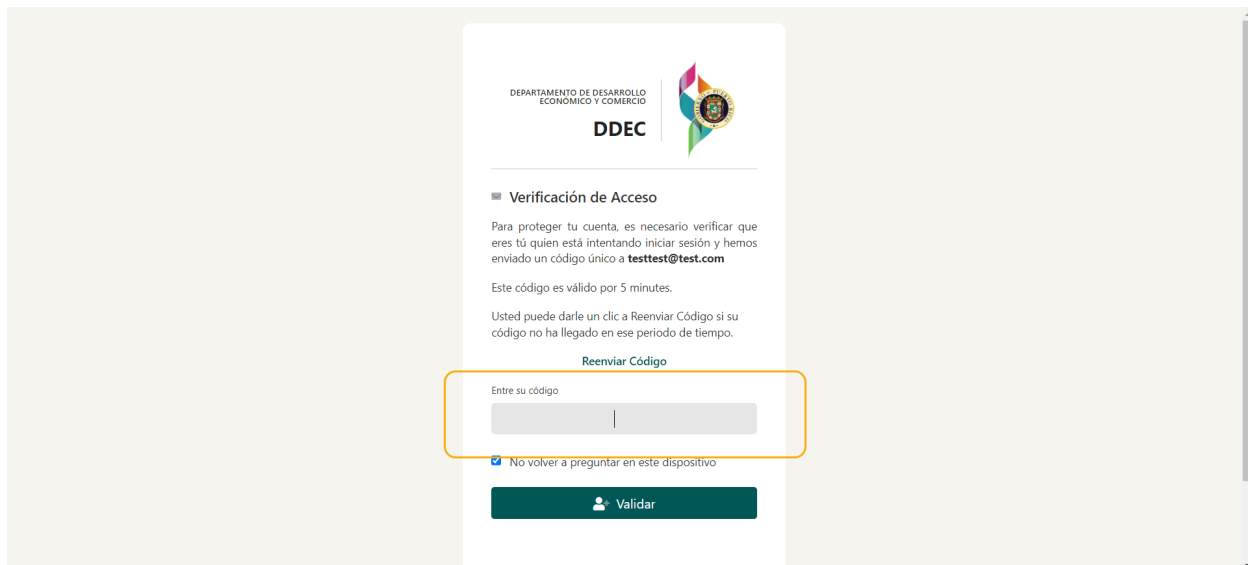 DEPARTAMENTO DE DESARROLLO
ECONÓMICO Y COMERCIO
DDEC
Verificación de Acceso
Para proteger tu cuenta, es necesario verificar que
eres tú quien está intentando iniciar sesión y hemos
enviado un código único a testtest@test.com
Este código es válido por 5 minutes.
Usted puede darle un clic a Reenviar Código si su
código no ha llegado en ese periodo de tiempo.
Reenviar Código
Entre su código
No volver a preguntar en este dispositivo
Validar